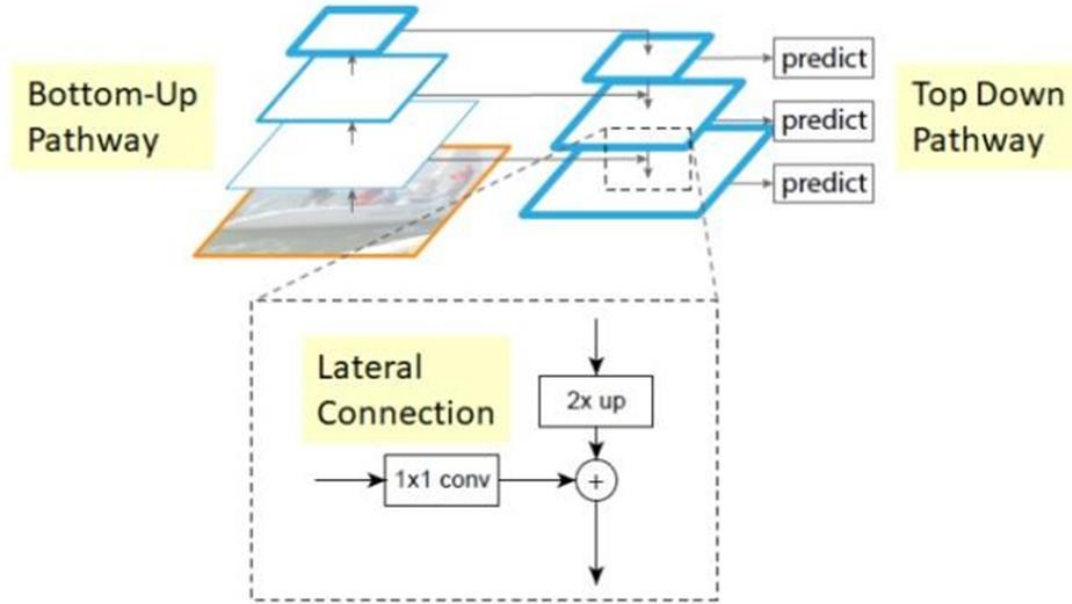 Bottom-Up
Pathway
predict
predict
predict
Top Down
Pathway
Lateral
Connection
2x up
1x1 conv
+